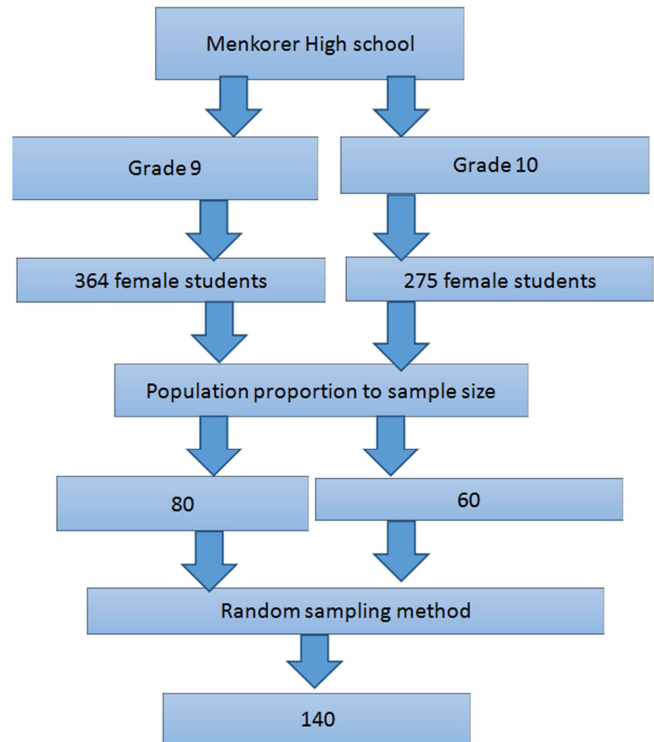 Menkorer High school
Grade 9
Grade 10
364 female students
275 female students
Population proportion to sample size
80
60
Random sampling method
140